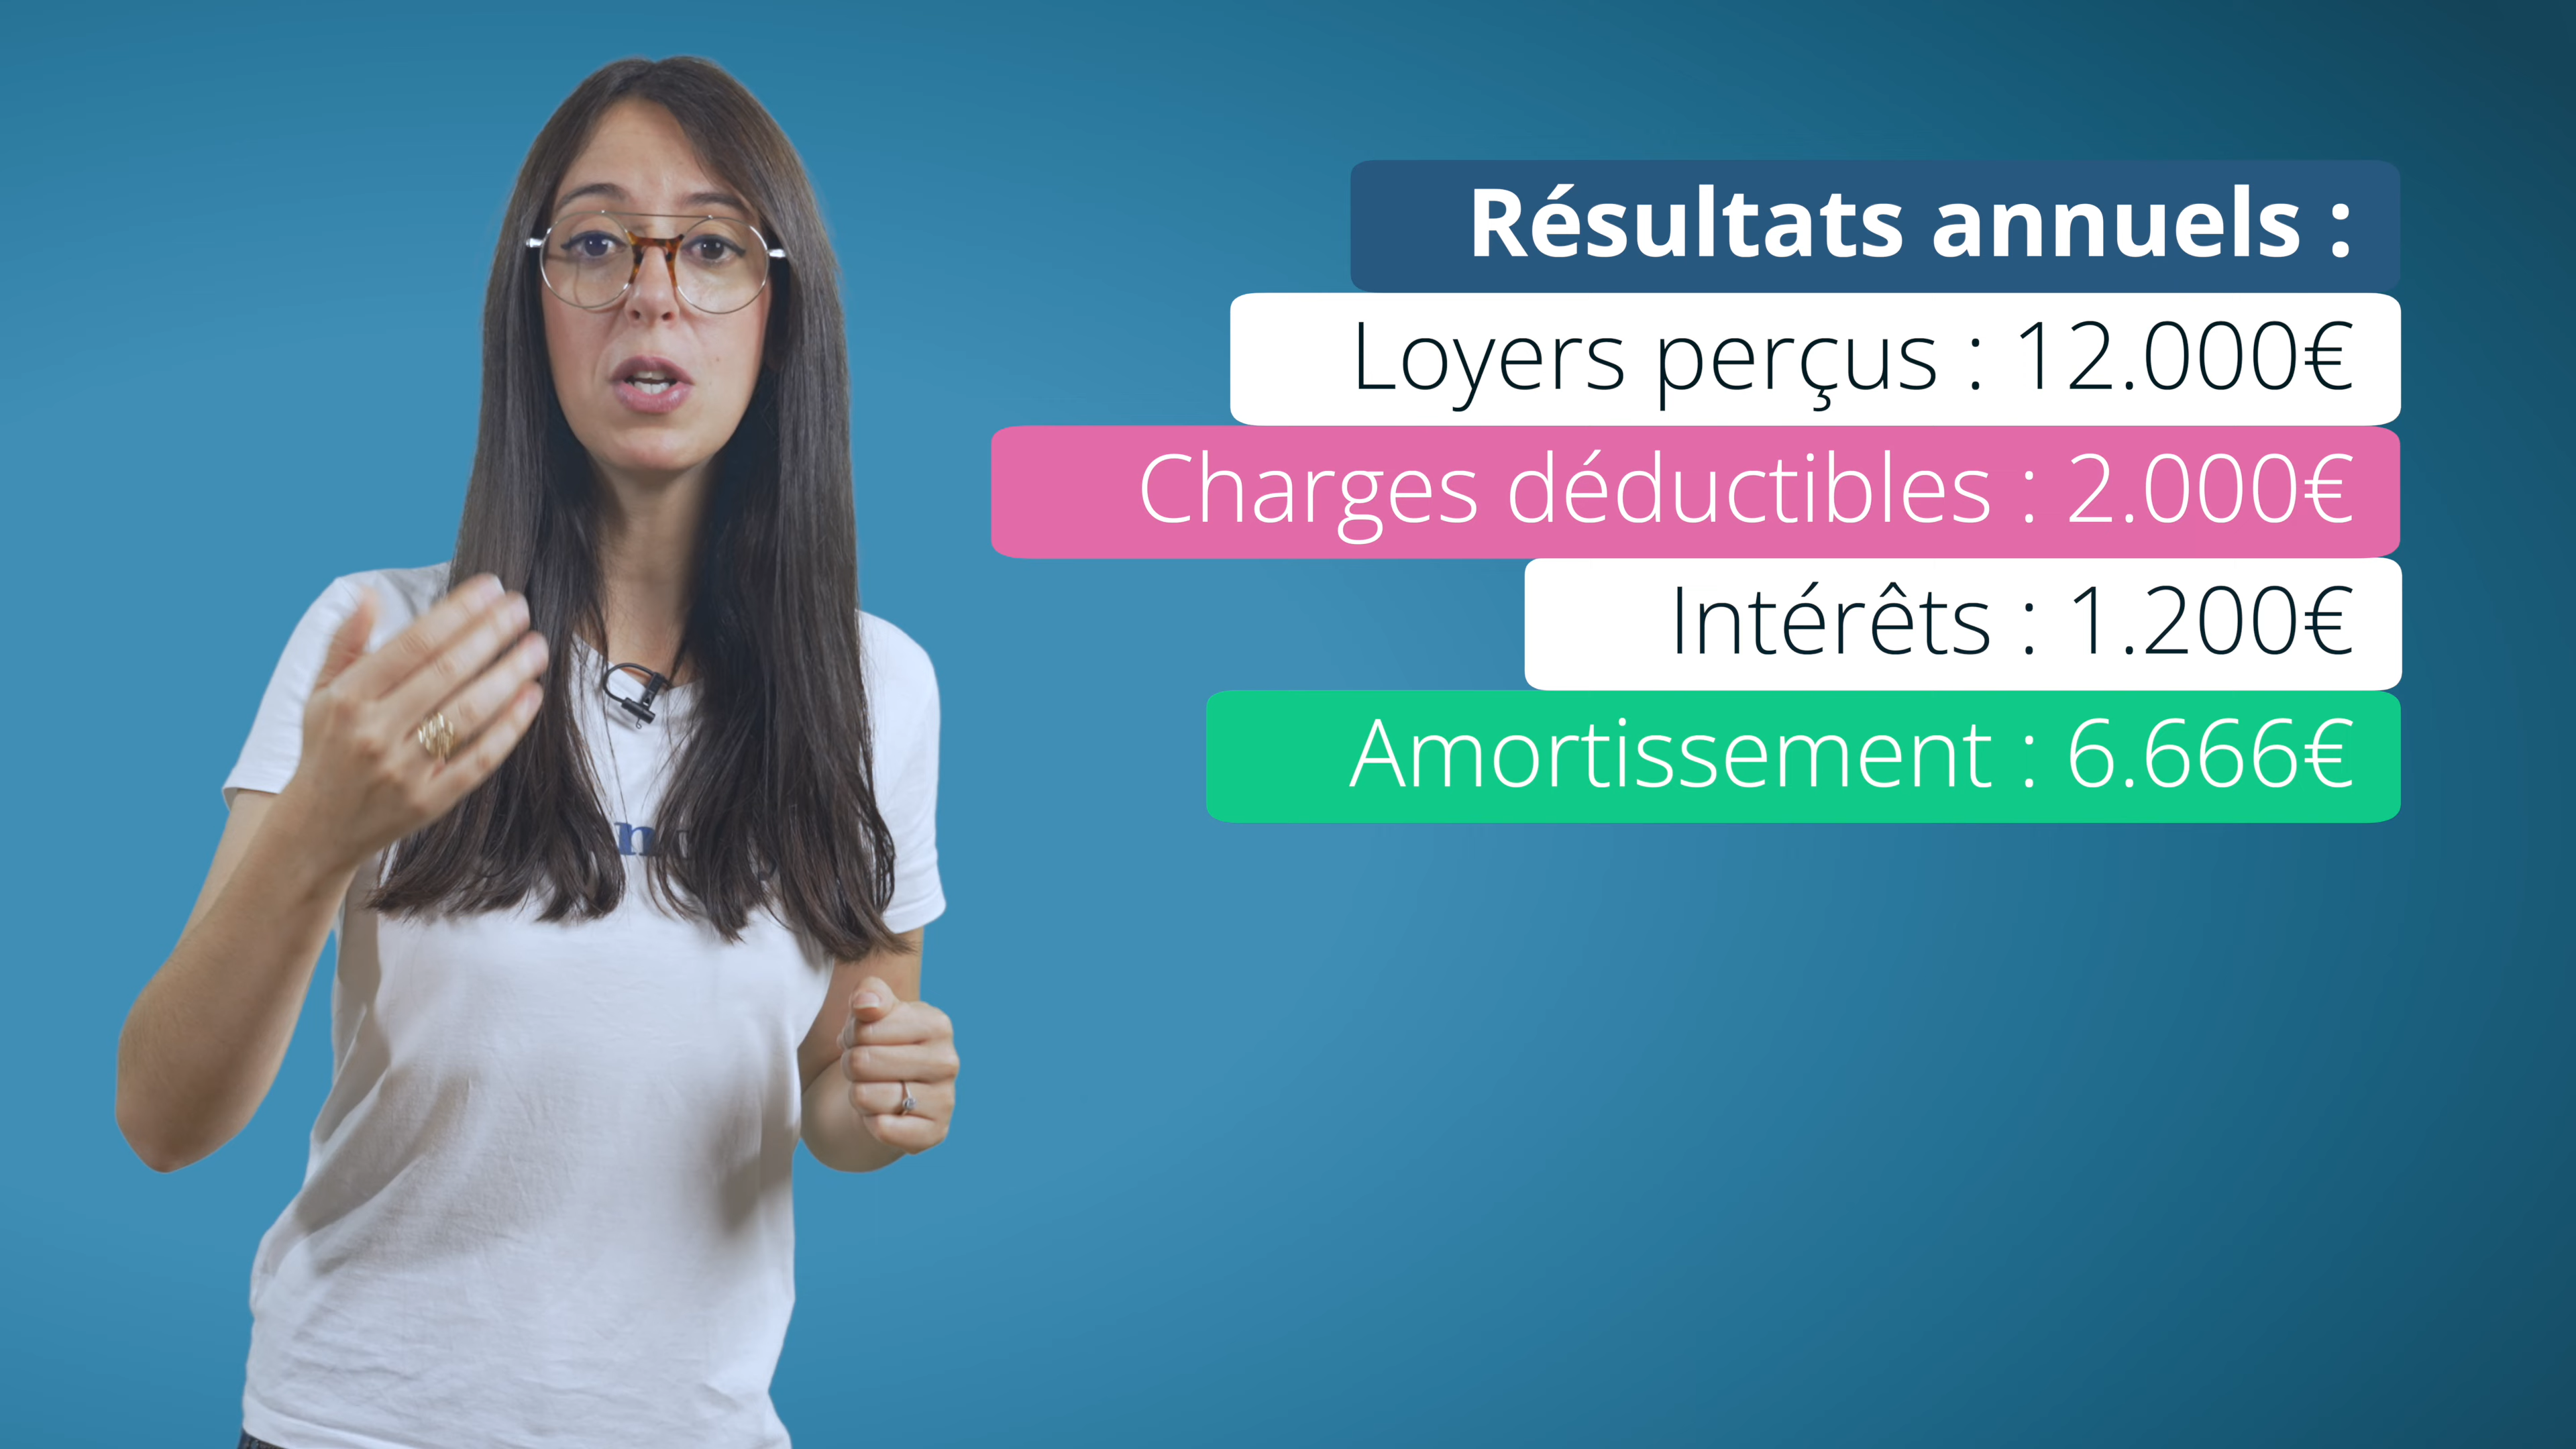 Résultats annuels :
Loyers perçus : 12.000€
Charges déductibles : 2.000€
Intérêts : 1.200€
Amortissement : 6.666€